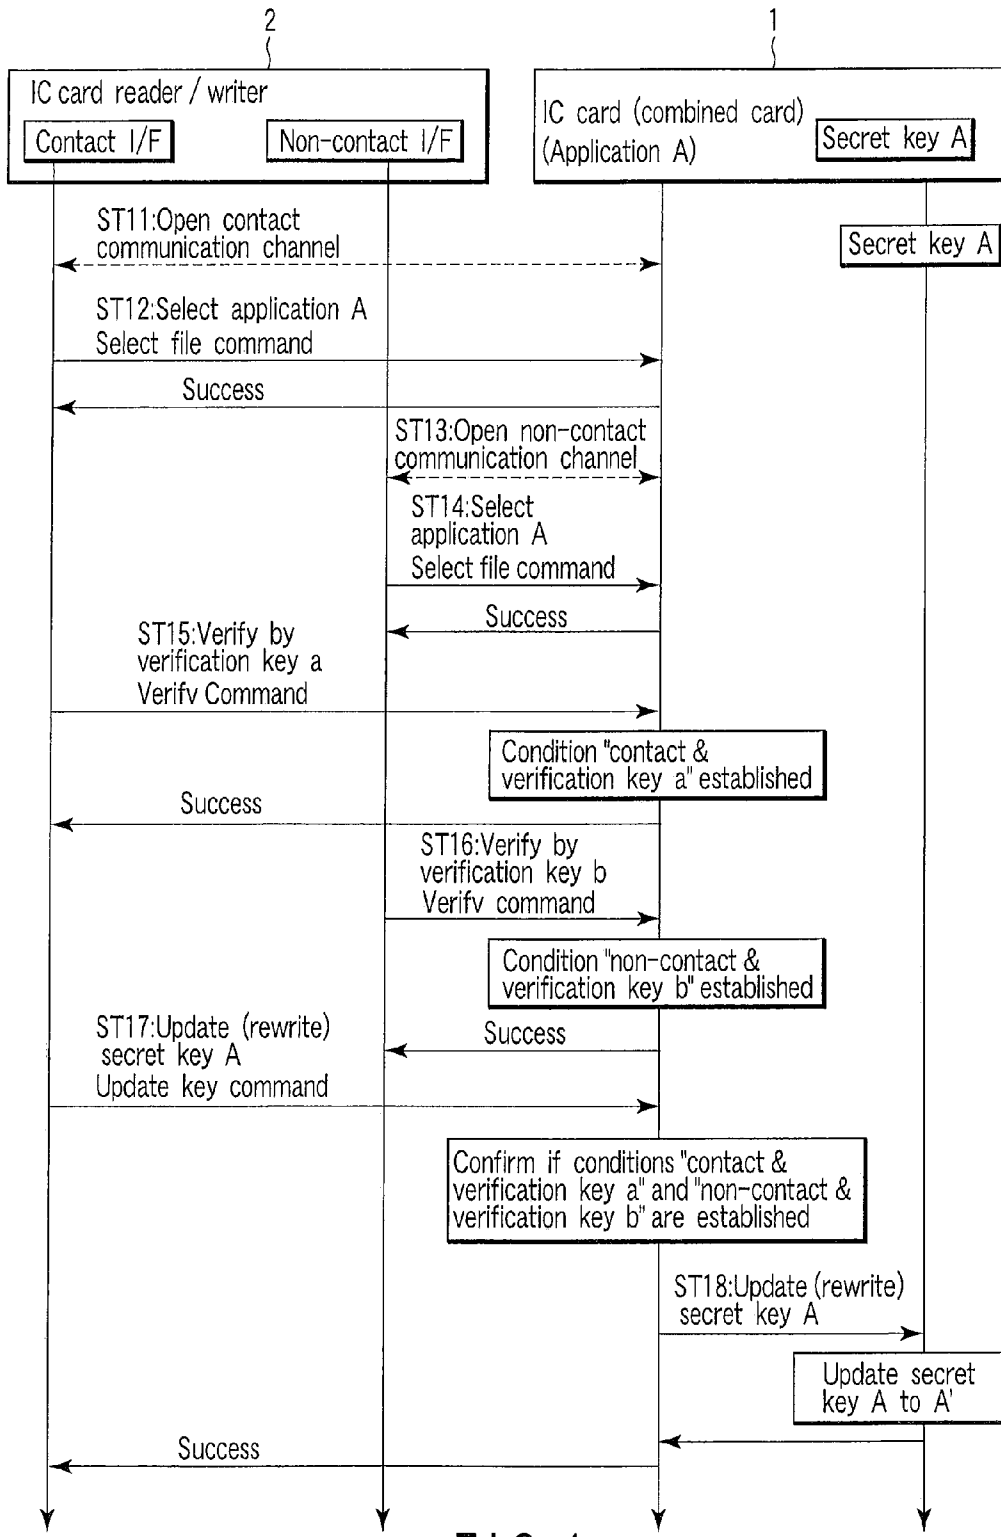 2
1
IC card reader / writer
Contact I/F
Non-contact I/F
IC card (combined card)
(Application A)
Secret key A
Secret key A
ST11:Open contact
communication channel
ST12:Select application A
Select file command
Success
ST13:Open non-contact
communication channel
ST14:Select
application A
Select file command
Success
ST15:Verify by
verification key a
Verify Command
Condition "contact &
verification key a" established
Success
ST16:Verify by
verification key b
Verify command
Condition "non-contact &
verification key b" established
Success
ST17:Update (rewrite)
secret key A
Update key command
Confirm if conditions "contact &
verification key a" and "non-contact &
verification key b" are established
ST18:Update (rewrite)
secret key A
Update secret
key A to A'
Success